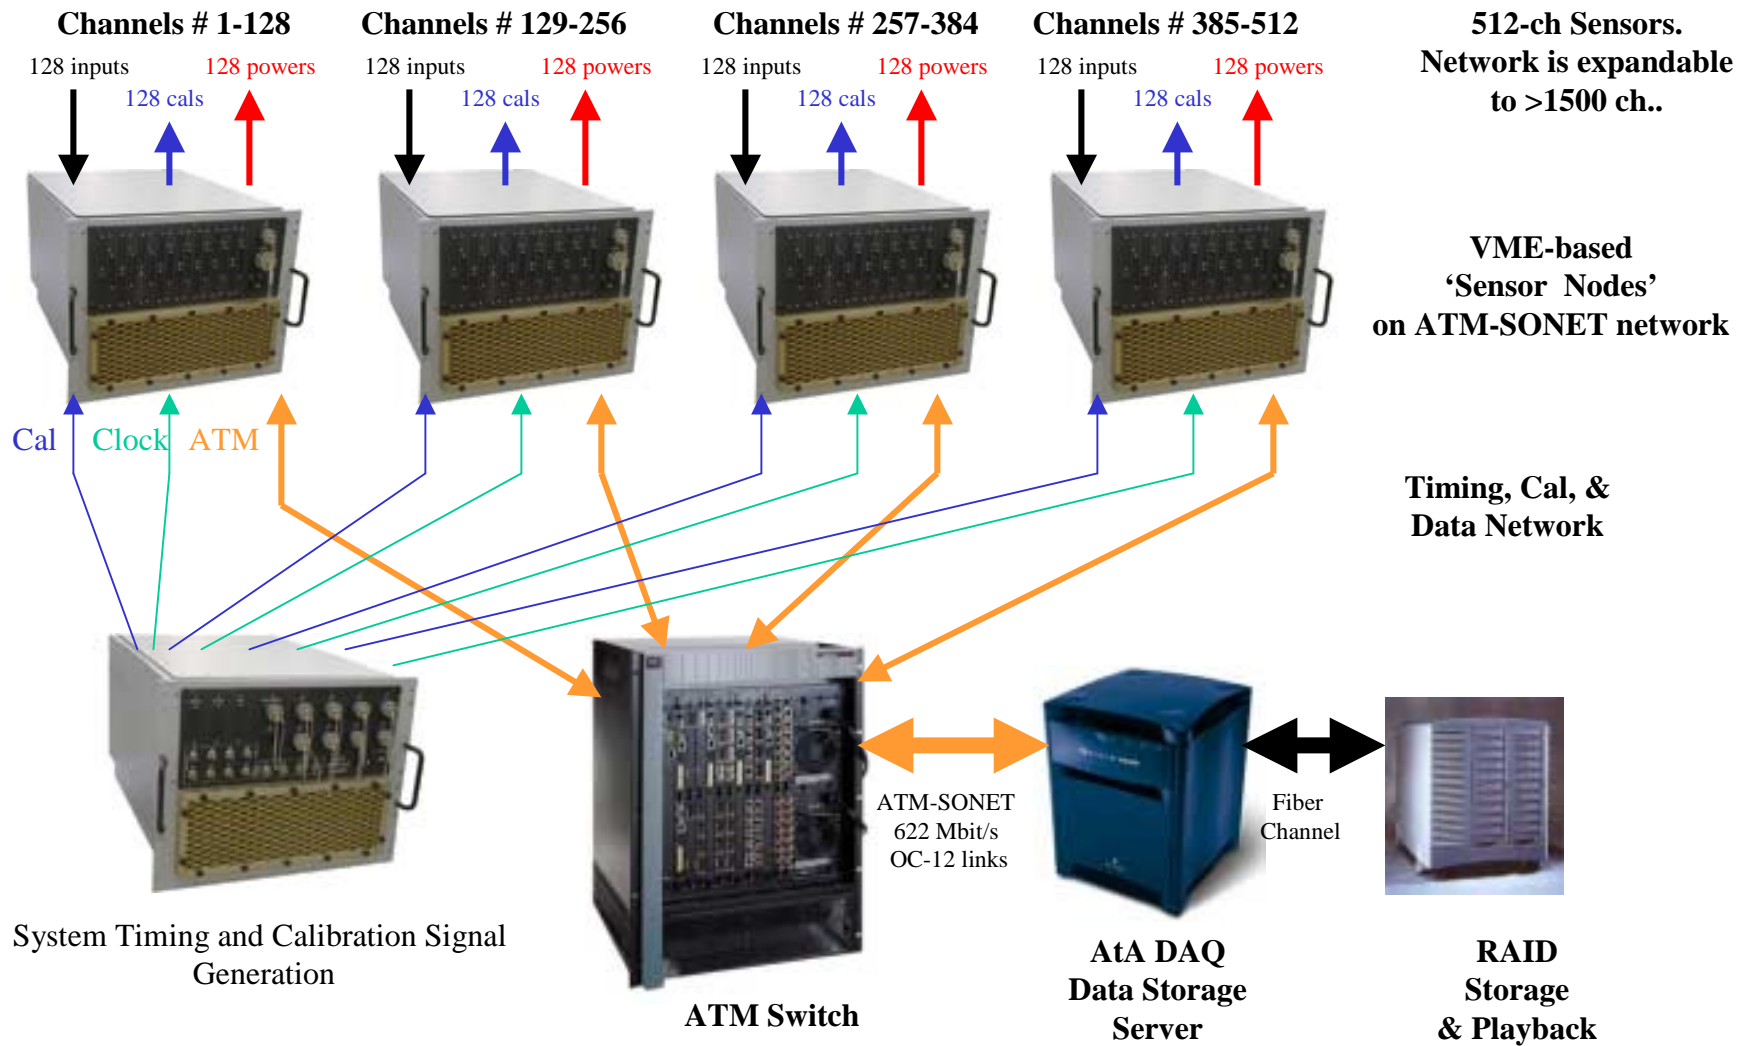 Channels # 1-128
Channels # 129-256
Channels # 257-384
Channels # 385-512
512-ch Sensors.
Network is expandable
to >1500 ch..
128 inputs
128 powers
128 cals
128 inputs
128 powers
128 cals
128 inputs
128 powers
128 cals
128 inputs
128 powers
128 cals
VME-based
‘Sensor Nodes’
on ATM-SONET network
Cal
Clock
ATM
Timing, Cal, &
Data Network
ATM-SONET
622 Mbit/s
OC-12 links
Fiber
Channel
System Timing and Calibration Signal
Generation
ATM Switch
AtA DAQ
Data Storage
Server
RAID
Storage
& Playback